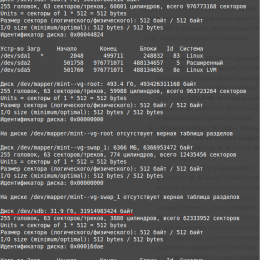 255 головок, 63 секторов/треков, 60801 цилиндров, всего 976773168 секторов
Units = секторы of 1 * 512 = 512 bytes
Размер сектора (логического/физического): 512 байт / 512 байт
I/O size (minimum/optimal): 512 bytes / 512 bytes
Идентификатор диска:
Устр-во Загр Начало Конец Блоки Id Система
/dev/sda1 * 2048 499711 248832 83 Linux
/dev/sda2 501758 976771071 488134657 5 Расширенный
/dev/sda5 501760 976771071 488134656 8e Linux LVM
Диск /dev/mapper/mint--vg-root: 493.4 Гб, 493426311168 байт
255 головок, 63 секторов/треков, 59988 цилиндров, всего 963723264 секторов
Units = секторы of 1 * 512 = 512 bytes
Размер сектора (логического/физического): 512 байт / 512 байт
I/O size (minimum/optimal): 512 bytes / 512 bytes
Идентификатор диска: 0x00000000
На диске /dev/mapper/mint--vg-root отсутствует верная таблица разделов
Диск /dev/mapper/mint--vg-swap_1: 6366 МБ, 6366953472 байт
255 головок, 63 секторов/треков, 774 цилиндров, всего 12435456 секторов
Units = секторы of 1 * 512 = 512 bytes
Размер сектора (логического/физического): 512 байт / 512 байт
I/O size (minimum/optimal): 512 bytes / 512 bytes
Идентификатор диска: 0x00000000
На диске /dev/mapper/mint--vg-swap_1 отсутствует верная таблица разделов
Диск /dev/sdb: 31.9 Гб, 31914983424 байт
255 головок, 63 секторов/треков, 3880 цилиндров, всего 62333952 секторов
Units = секторы of 1 * 512 = 512 bytes
Размер сектора (логического/физического): 512 байт / 512 байт
I/O size (minimum/optimal): 512 bytes / 512 bytes
Идентификатор диска: 0x00016dae